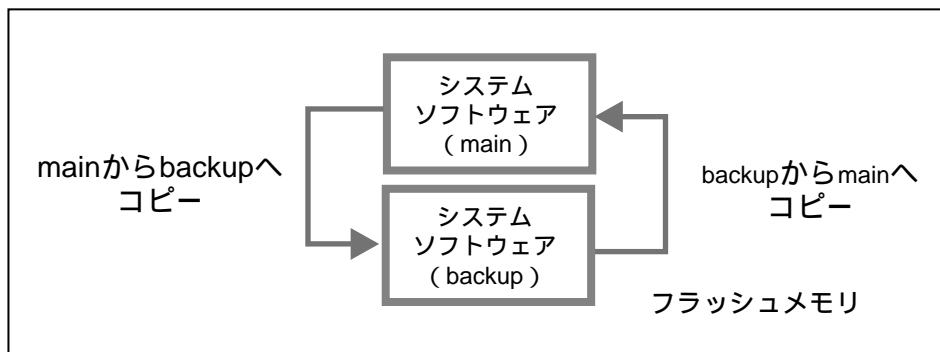 システム
ソフトウェア
（main）
mainからbackupへ
コピー
backupからmainへ
コピー
システム
ソフトウェア
（backup）
フラッシュメモリ